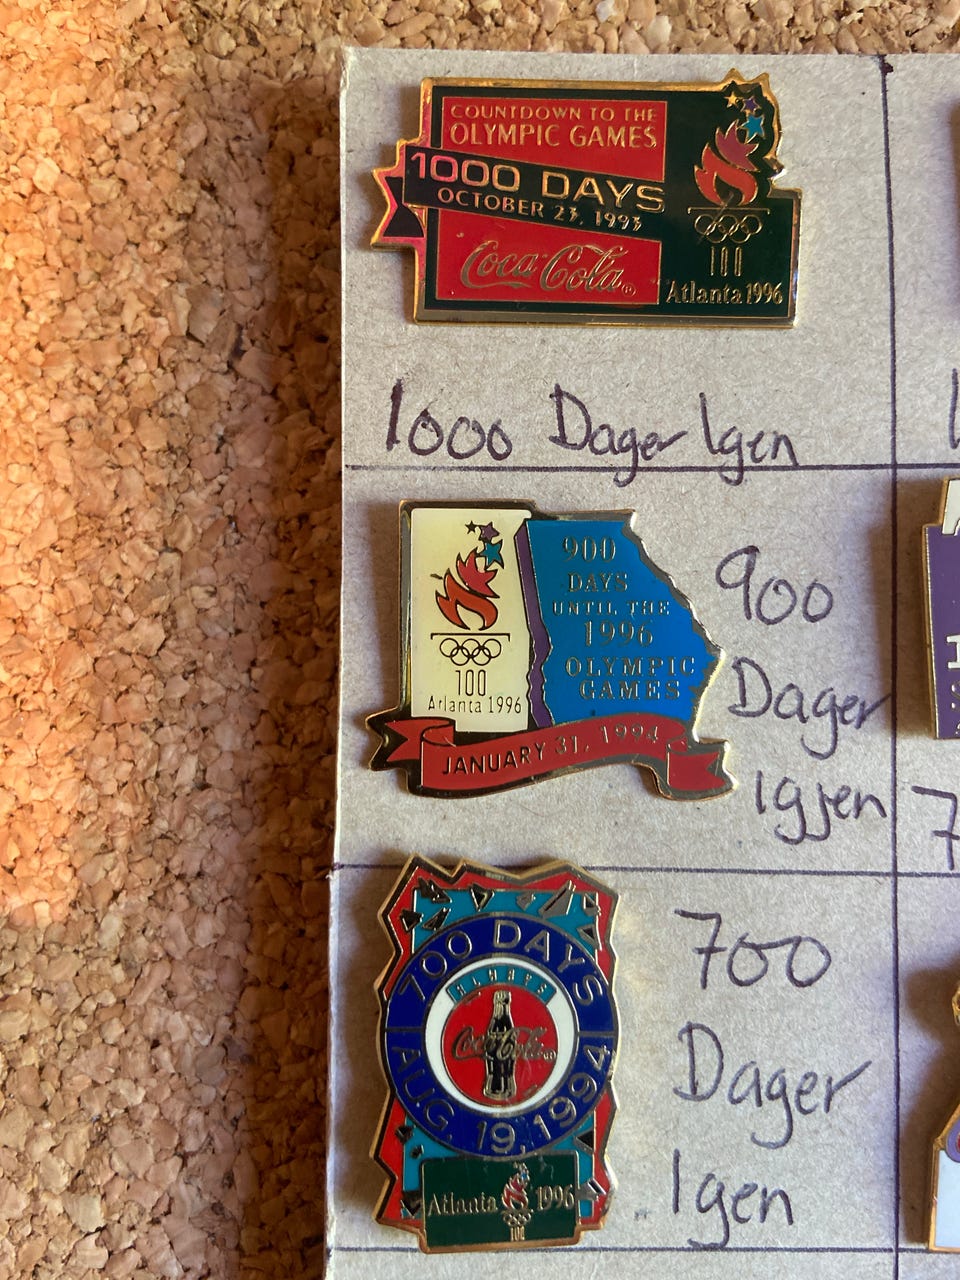 COUNTDOWN TO THE
OLYMPIC GAMES
1000 DAYS
OCTOBER 23, 1993
Coca-Cola®
Atlanta 1996
1000 Dager Igen
100
Atlanta 1996
900
DAYS
UNTIL THE
1996
OLYMPIC
GAMES
JANUARY 31, 1994
900
Dager
Igjen
700 DAYS
ALWAYS
Coca-Cola
AUG. 19, 1994
Atlanta 1996
100
700
Dager
Igen
7